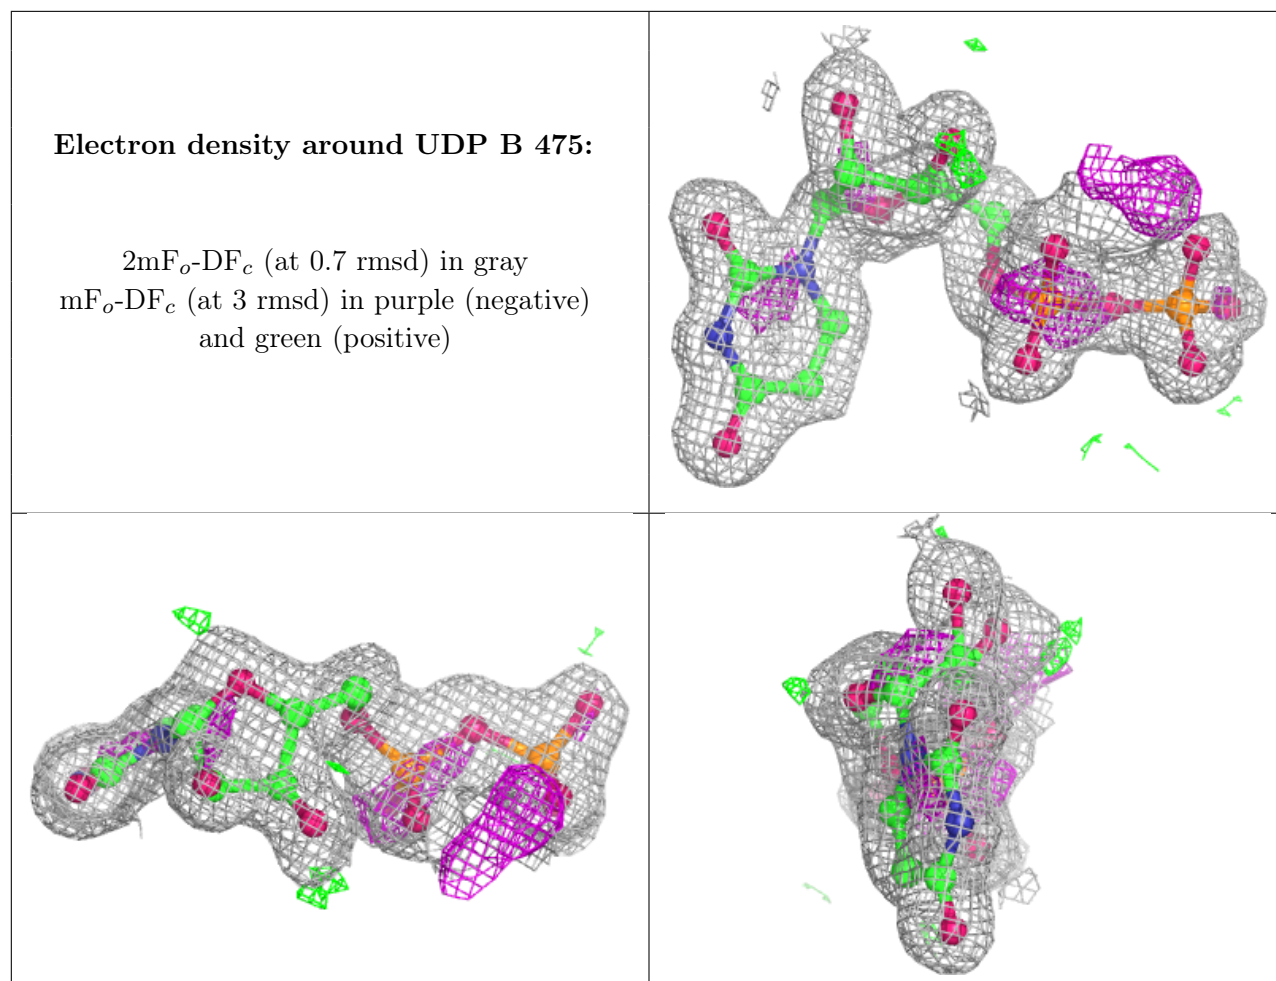 Electron density around UDP B 475:
2mFo-DFc (at 0.7 rmsd) in gray
mFo-DFc (at 3 rmsd) in purple (negative)
and green (positive)